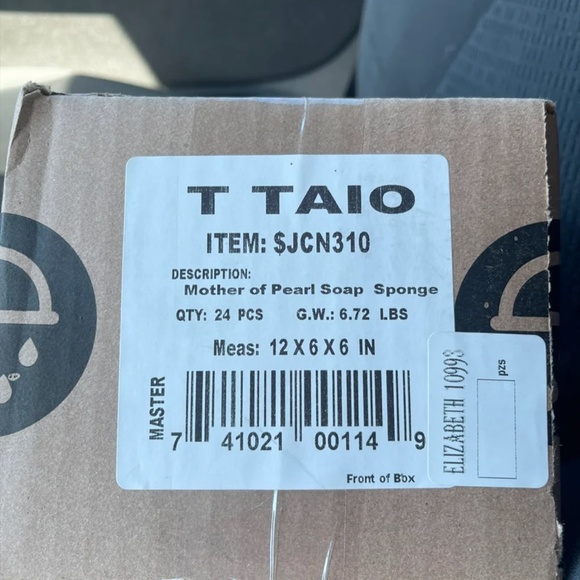 T TAIO
ITEM: $JCN310
DESCRIPTION:
Mother of Pearl Soap Sponge
QTY: 24 PCS G.W.: 6.72 LBS
Meas: 12 X 6 X 6 IN
MASTER
7 41021 00114 9
Front of Bbx
ELIZABETH 10993
pzs